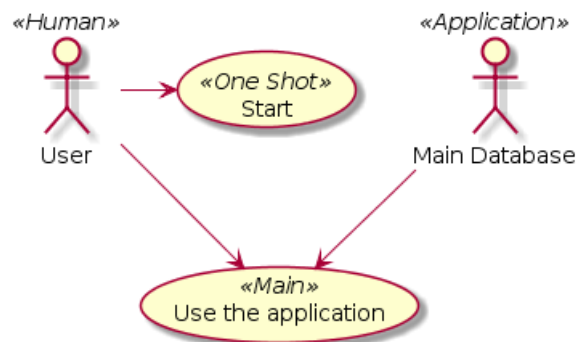 «Human»
User
«One Shot»
Start
«Application»
Main Database
«Main»
Use the application